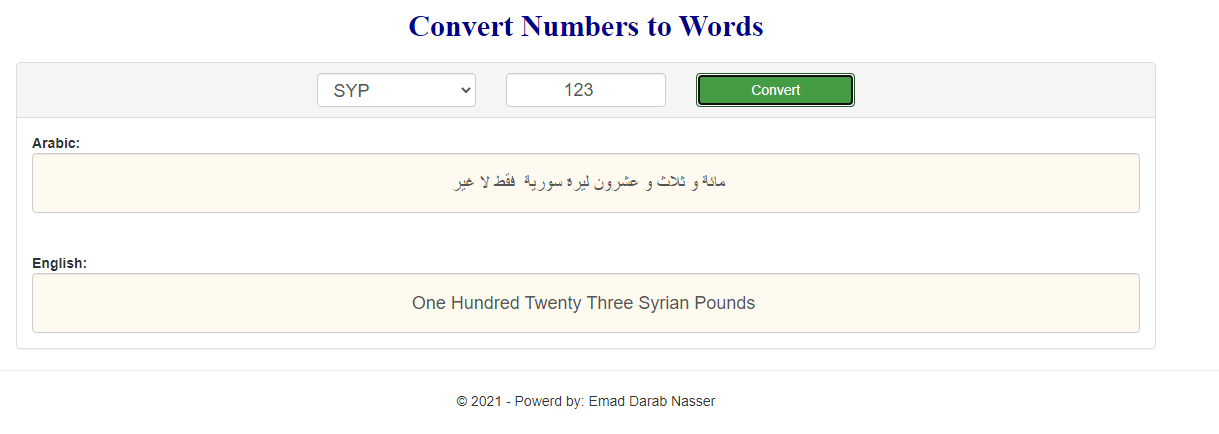 Convert Numbers to Words
SYP 123 Convert
Arabic:
مائة و ثلاث و عشرون ليرة سورية فقط لا غير
English:
One Hundred Twenty Three Syrian Pounds
© 2021 - Powerd by: Emad Darab Nasser